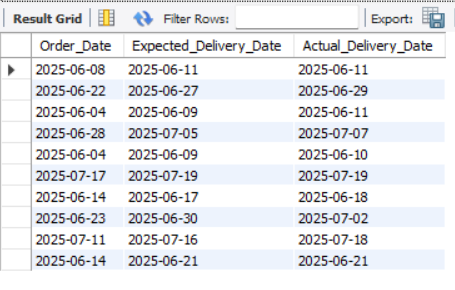 Result Grid Filter Rows: Export:
Order_Date Expected_Delivery_Date Actual_Delivery_Date
2025-06-08 2025-06-11 2025-06-11
2025-06-22 2025-06-27 2025-06-29
2025-06-04 2025-06-09 2025-06-11
2025-06-28 2025-07-05 2025-07-07
2025-06-04 2025-06-09 2025-06-10
2025-07-17 2025-07-19 2025-07-19
2025-06-14 2025-06-17 2025-06-18
2025-06-23 2025-06-30 2025-07-02
2025-07-11 2025-07-16 2025-07-18
2025-06-14 2025-06-21 2025-06-21